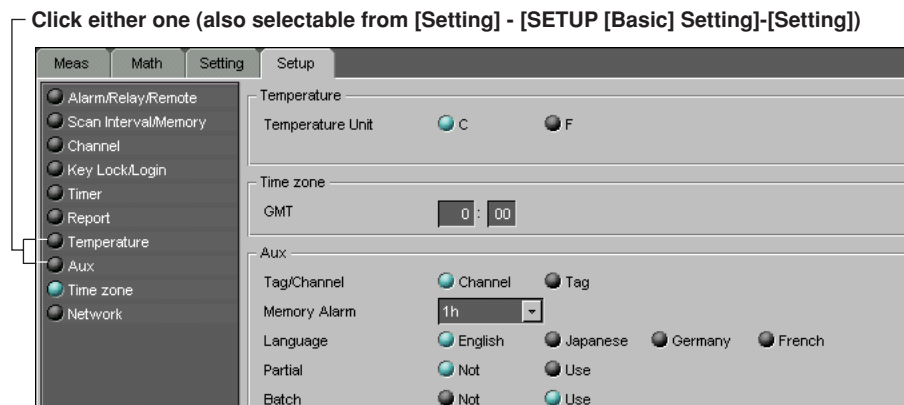 Click either one (also selectable from [Setting] - [SETUP [Basic] Setting]-[Setting])
Meas Math Setting Setup
Alarm/Relay/Remote
Scan Interval/Memory
Channel
Key Lock/Login
Timer
Report
Temperature
Aux
Time zone
Network
Temperature
Temperature Unit C F
Time zone
GMT 0 : 00
Aux
Tag/Channel Channel Tag
Memory Alarm 1h
Language English Japanese Germany French
Partial Not Use
Batch Not Use